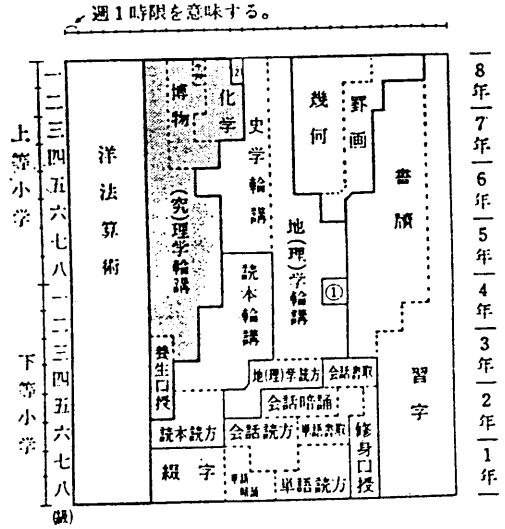 週1時限を意味する。
上等小学
下等小学
一
二
三
四
五
六
七
八
一
二
三
四
五
六
七
八
(級)
8年
7年
6年
5年
4年
3年
2年
1年
洋法算術
博物
化学
(2)
史学輪講
幾何
罫画
書牘
(究)理学輪講
地(理)学輪講
読本輪講
①
養生口授
地(理)学読方
会話書取
会話暗誦
習字
読本読方
会話読方
単語書取
修身口授
綴字
単語暗誦
単語読方